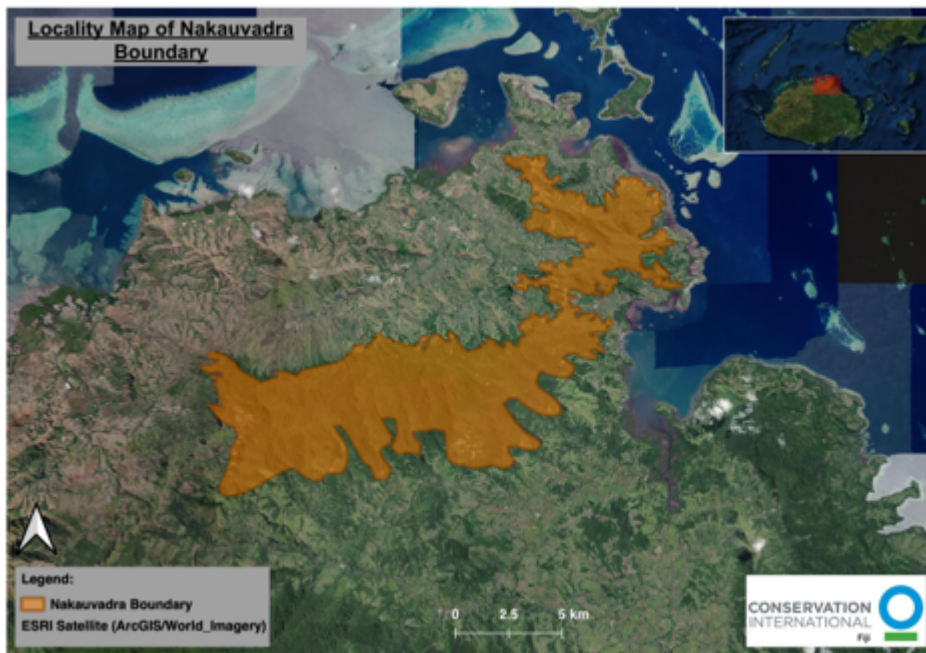 Locality Map of Nakauvadra
Boundary
Legend:
Nakauvadra Boundary
ESRI Satellite (ArcGIS/World_Imagery)
0 2.5 5 km
CONSERVATION
INTERNATIONAL
Fiji